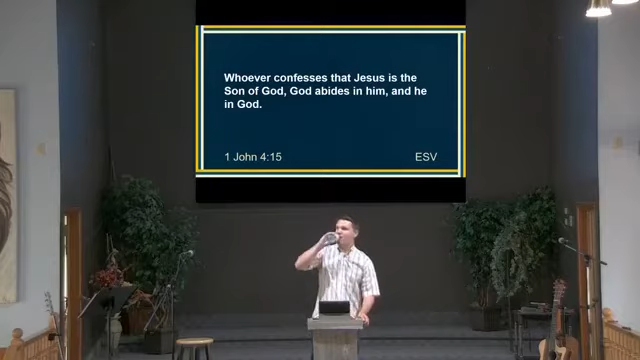 Whoever confesses that Jesus is the
Son of God, God abides in him, and he
in God.
1 John 4:15 ESV